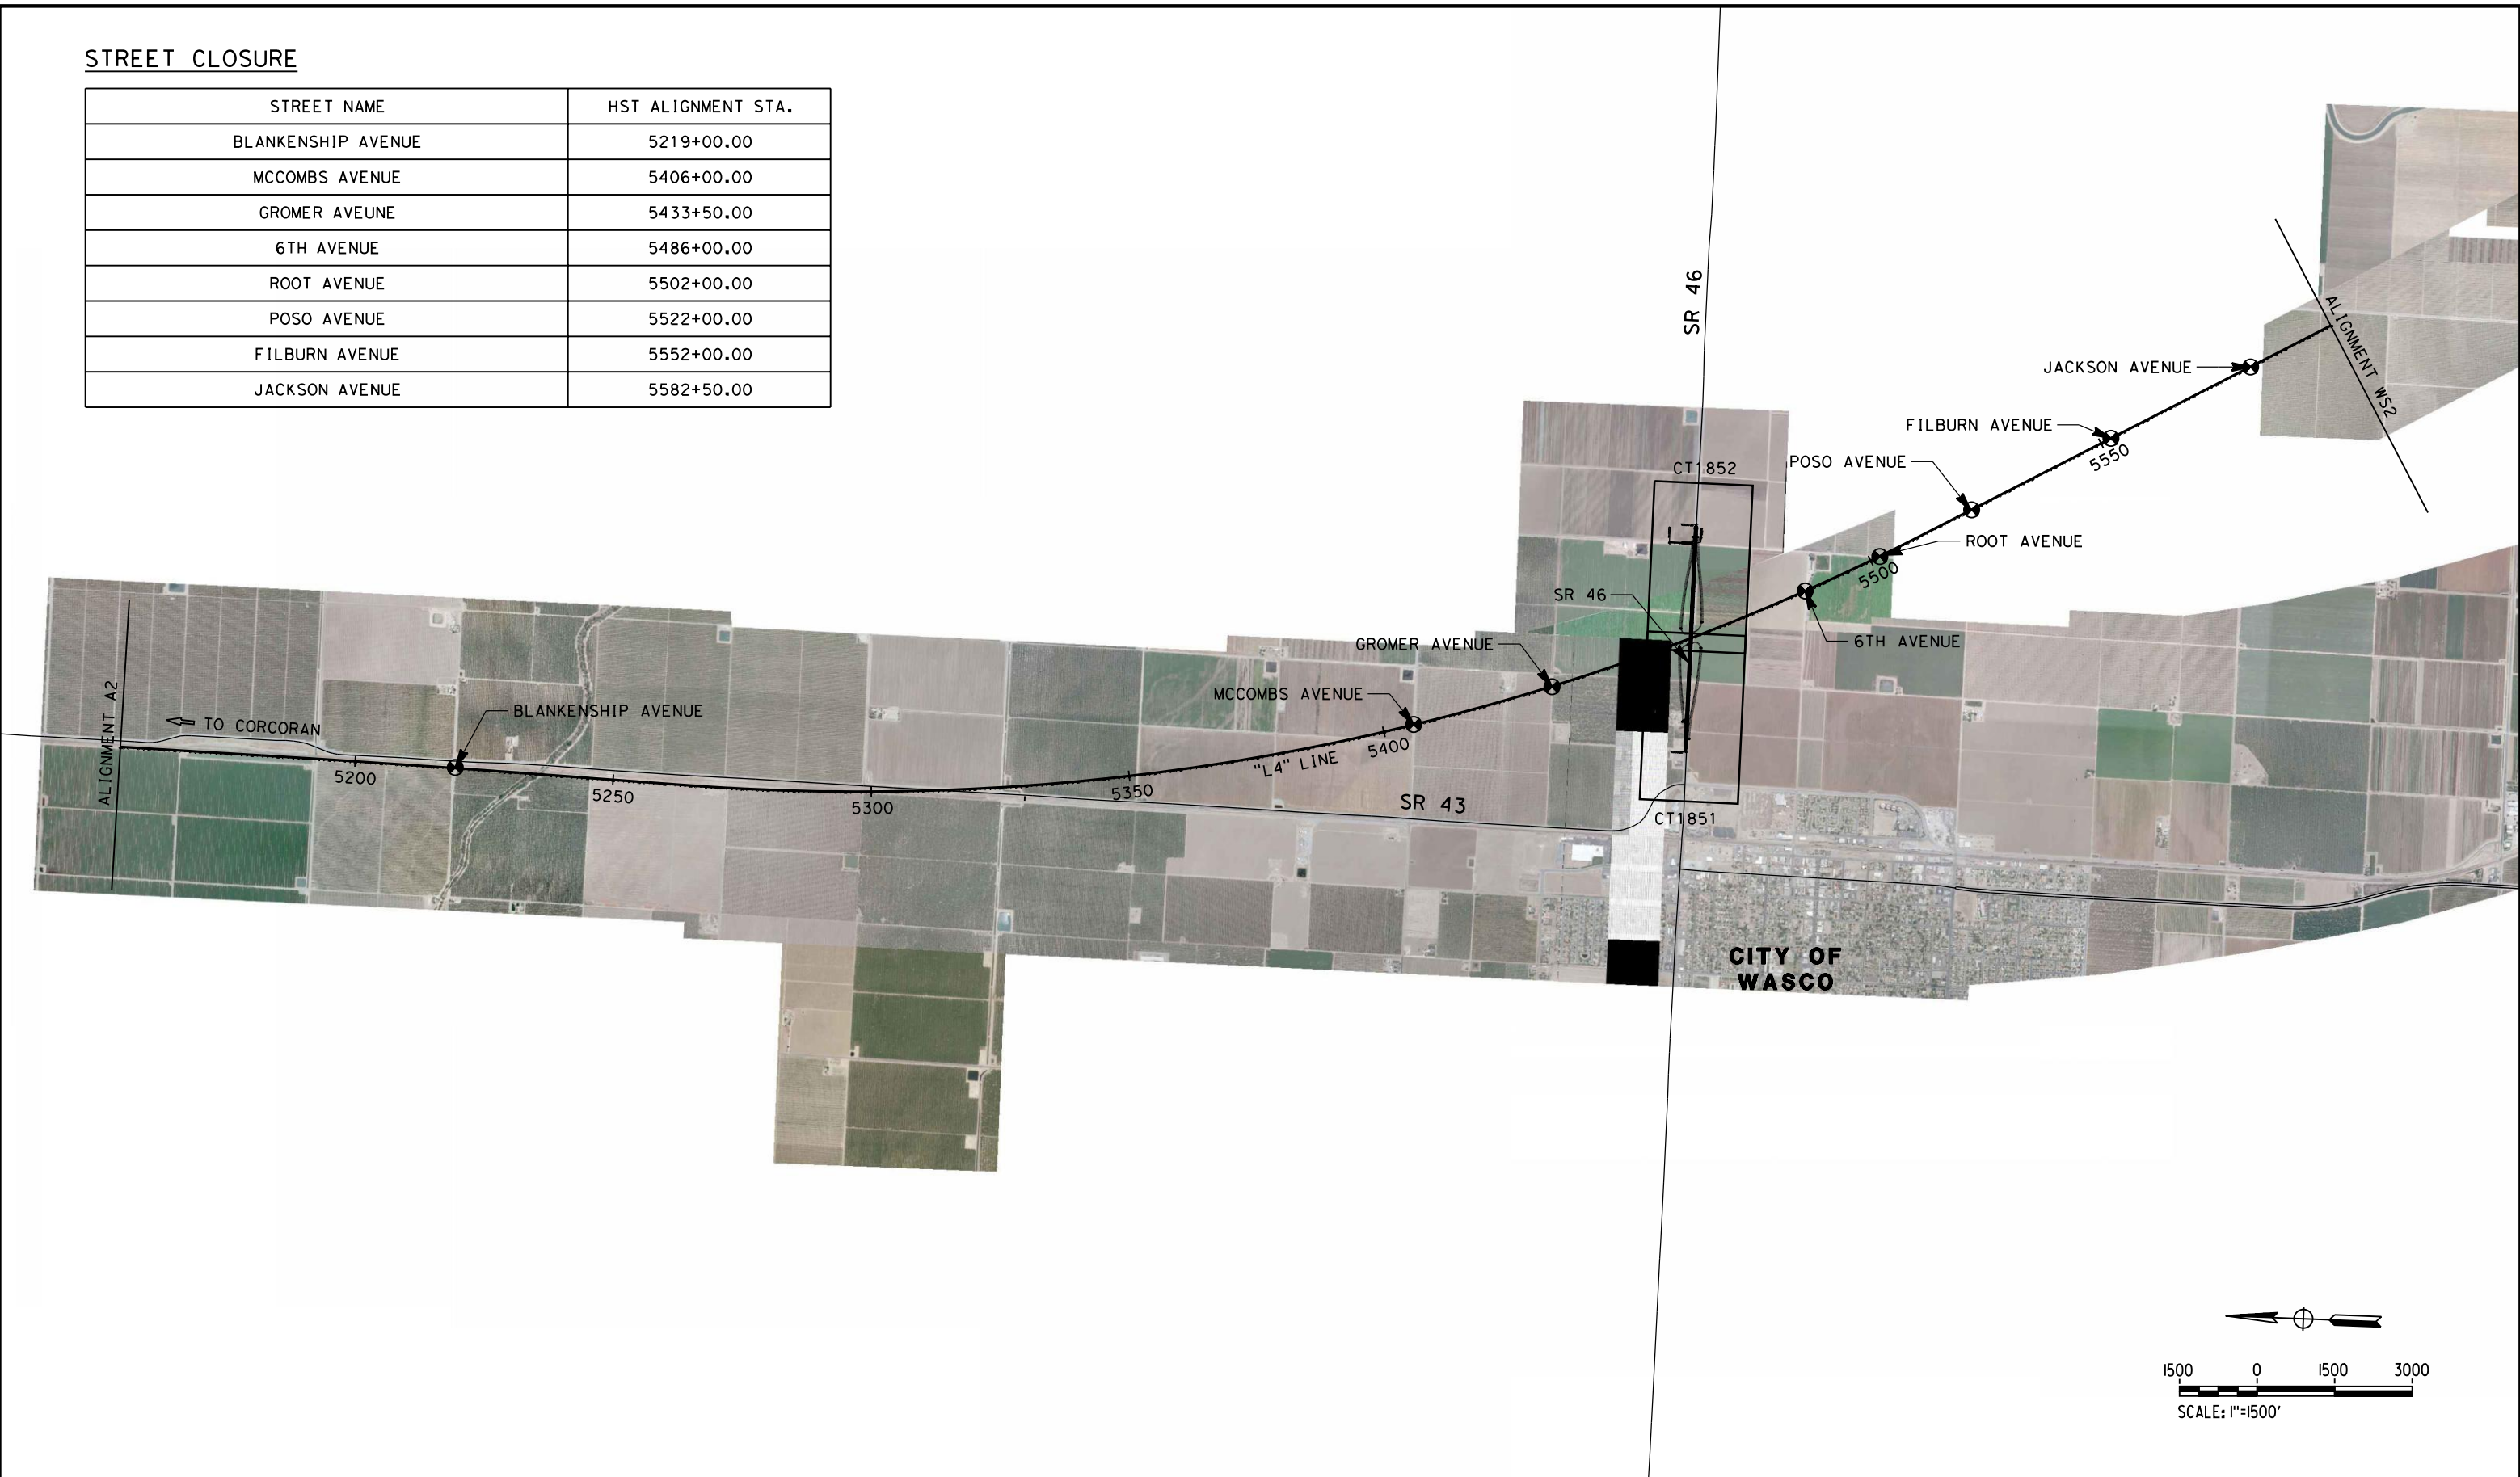 STREET CLOSURE
STREET NAME HST ALIGNMENT STA.
BLANKENSHIP AVENUE 5219+00.00
MCCOMBS AVENUE 5406+00.00
GROMER AVEUNE 5433+50.00
6TH AVENUE 5486+00.00
ROOT AVENUE 5502+00.00
POSO AVENUE 5522+00.00
FILBURN AVENUE 5552+00.00
JACKSON AVENUE 5582+50.00
SR 46
ALIGNMENT WS2
JACKSON AVENUE
FILBURN AVENUE
5550
POSO AVENUE
CT1852
ROOT AVENUE
5500
SR 46
6TH AVENUE
GROMER AVENUE
MCCOMBS AVENUE
5400
"L4" LINE
BLANKENSHIP AVENUE
ALIGNMENT A2
TO CORCORAN
5200
5250
5300
5350
SR 43
CT1851
CITY OF
WASCO
1500 0 1500 3000
SCALE: 1"=1500'